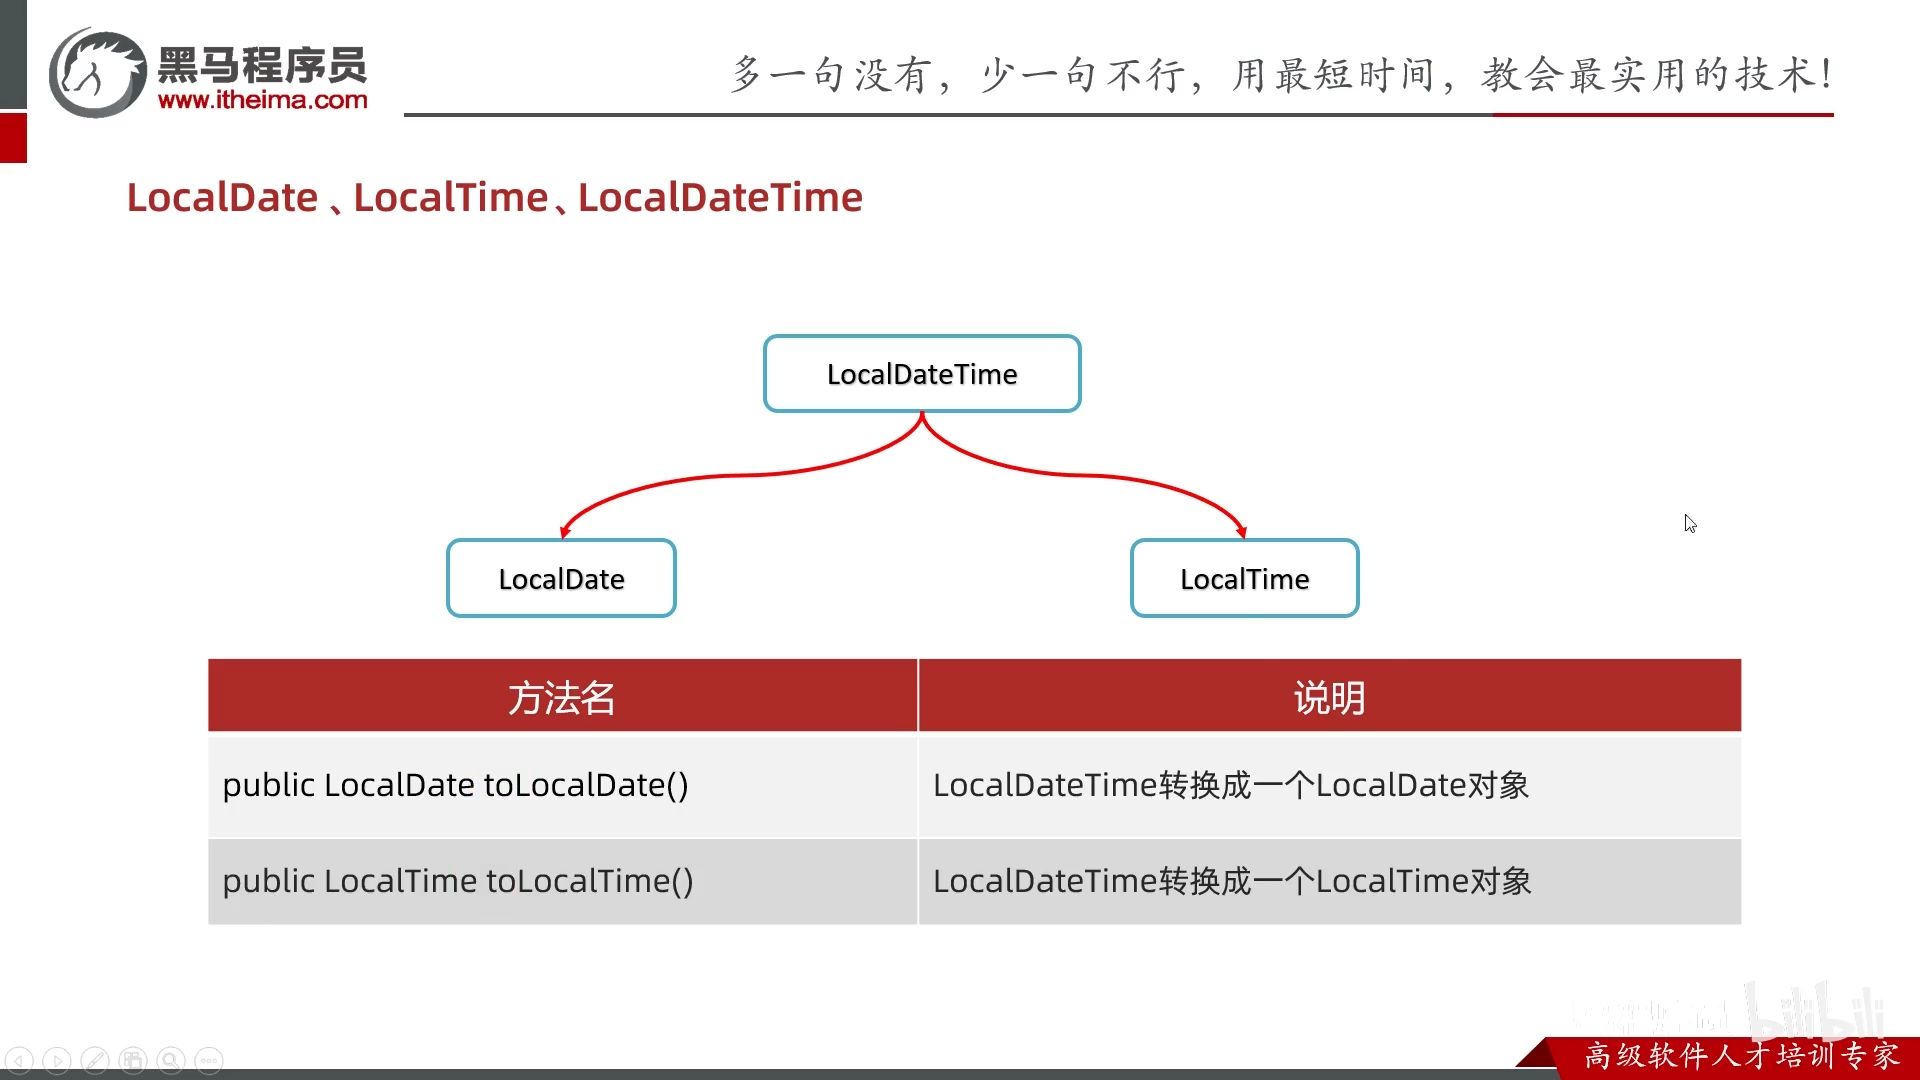 黑马程序员
www.itheima.com
多一句没有，少一句不行，用最短时间，教会最实用的技术！
LocalDate 、LocalTime、LocalDateTime
LocalDateTime
LocalDate
LocalTime
方法名 说明
public LocalDate toLocalDate() LocalDateTime转换成一个LocalDate对象
public LocalTime toLocalTime() LocalDateTime转换成一个LocalTime对象
bilibili
高级软件人才培训专家